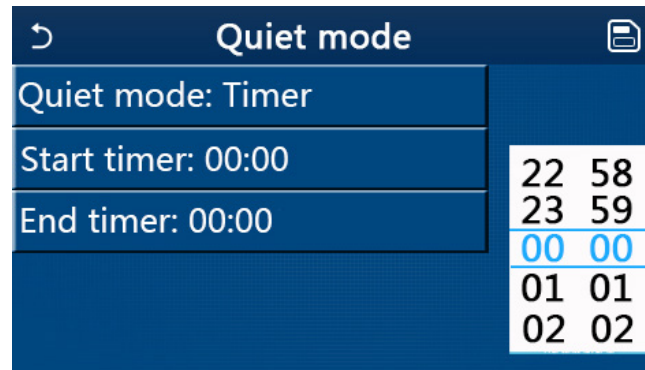 Quiet mode
Quiet mode: Timer
Start timer: 00:00
End timer: 00:00
22 58
23 59
00 00
01 01
02 02